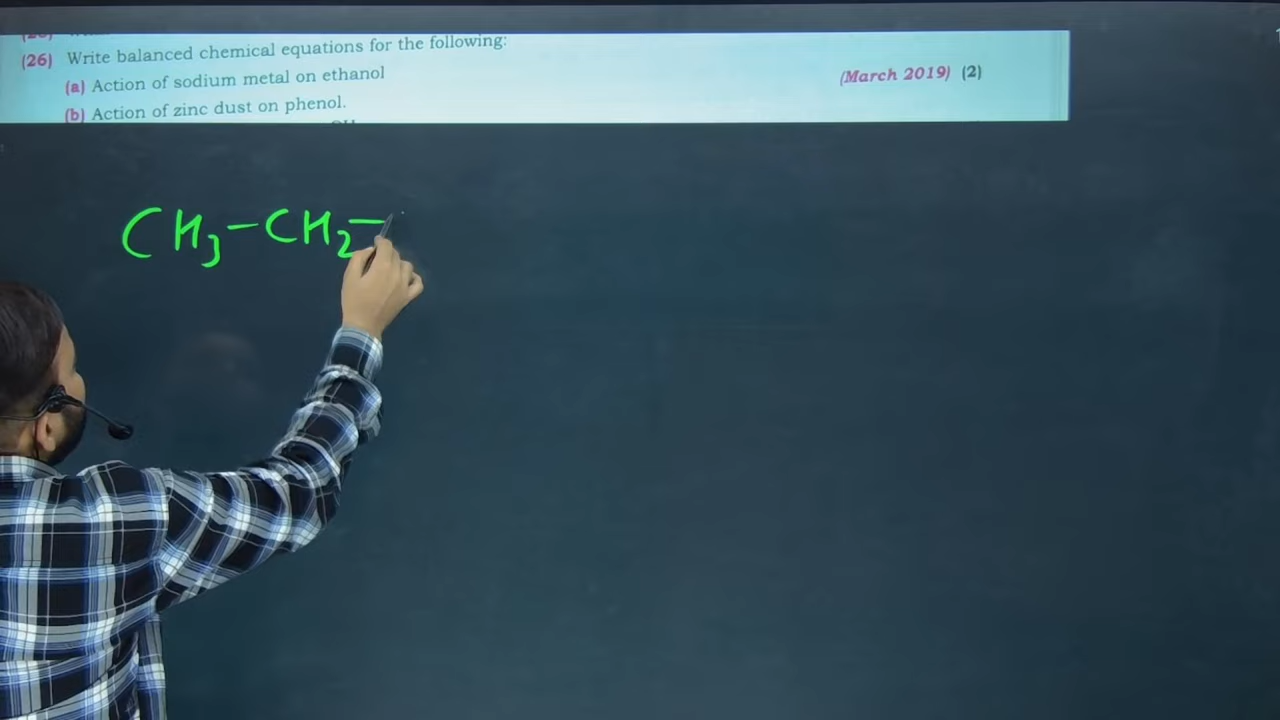 (26) Write balanced chemical equations for the following:
(a) Action of sodium metal on ethanol
(March 2019) (2)
(b) Action of zinc dust on phenol.
CH3-CH2-